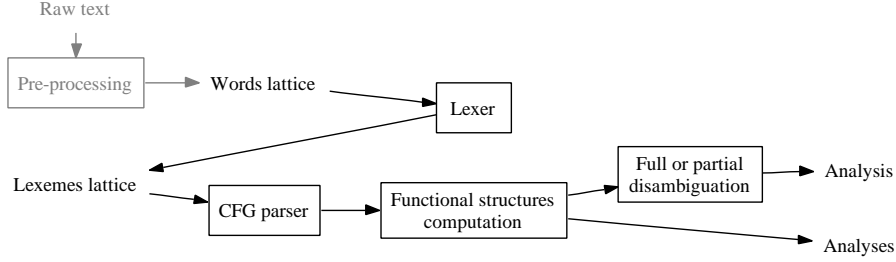 Raw text
Pre-processing
Words lattice
Lexer
Lexemes lattice
CFG parser
Functional structures
computation
Full or partial
disambiguation
Analysis
Analyses